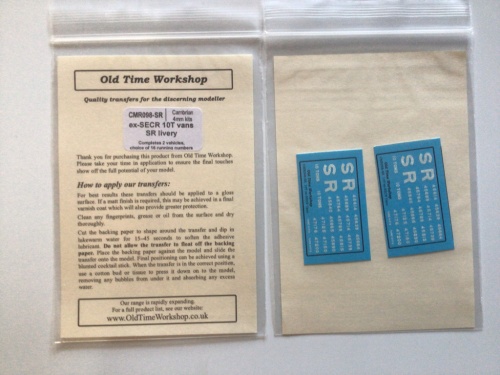 Old Time Workshop
Quality transfers for the discerning modeller
CMR098-SR
Cambrian
4mm kits
ex-SECR 10T vans
SR livery
Completes 2 vehicles,
choice of 16 running numbers
Thank you for purchasing this product from Old Time Workshop.
Please take your time in application to ensure the final touches
show off the full potential of your model.
How to apply our transfers:
For best results these transfers should be applied to a gloss
surface. If a matt finish is required, this may be achieved in a final
varnish coat which will also provide greater protection.
Clean any fingerprints, grease or oil from the surface and dry
thoroughly.
Cut the backing paper to shape around the transfer and dip in
lukewarm water for 15-45 seconds to soften the adhesive
lubricant. Do not allow the transfer to float off the backing
paper. Place the backing paper against the model and slide the
transfer onto the model. Final positioning can be achieved using a
blunted cocktail stick. When the transfer is in the correct position,
use a cotton bud or tissue to press it down on to the model,
removing any bubbles from under it and absorbing any excess
water.
Our range is rapidly expanding.
For a full product list, see our website:
www.OldTimeWorkshop.co.uk
S R
S R
S R
S R